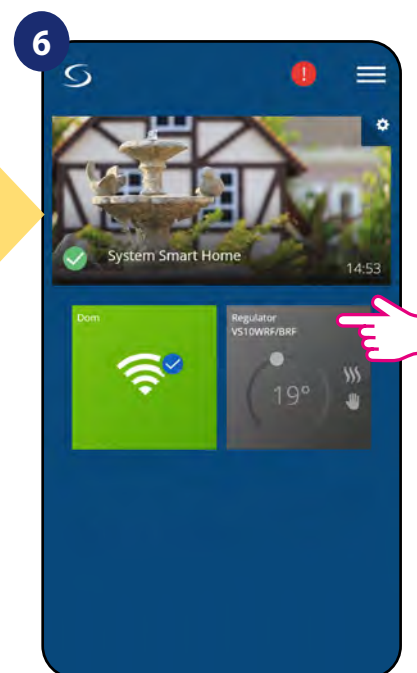 6
!
System Smart Home
14:53
Dom
Regulator
VS10WRF/BRF
19°